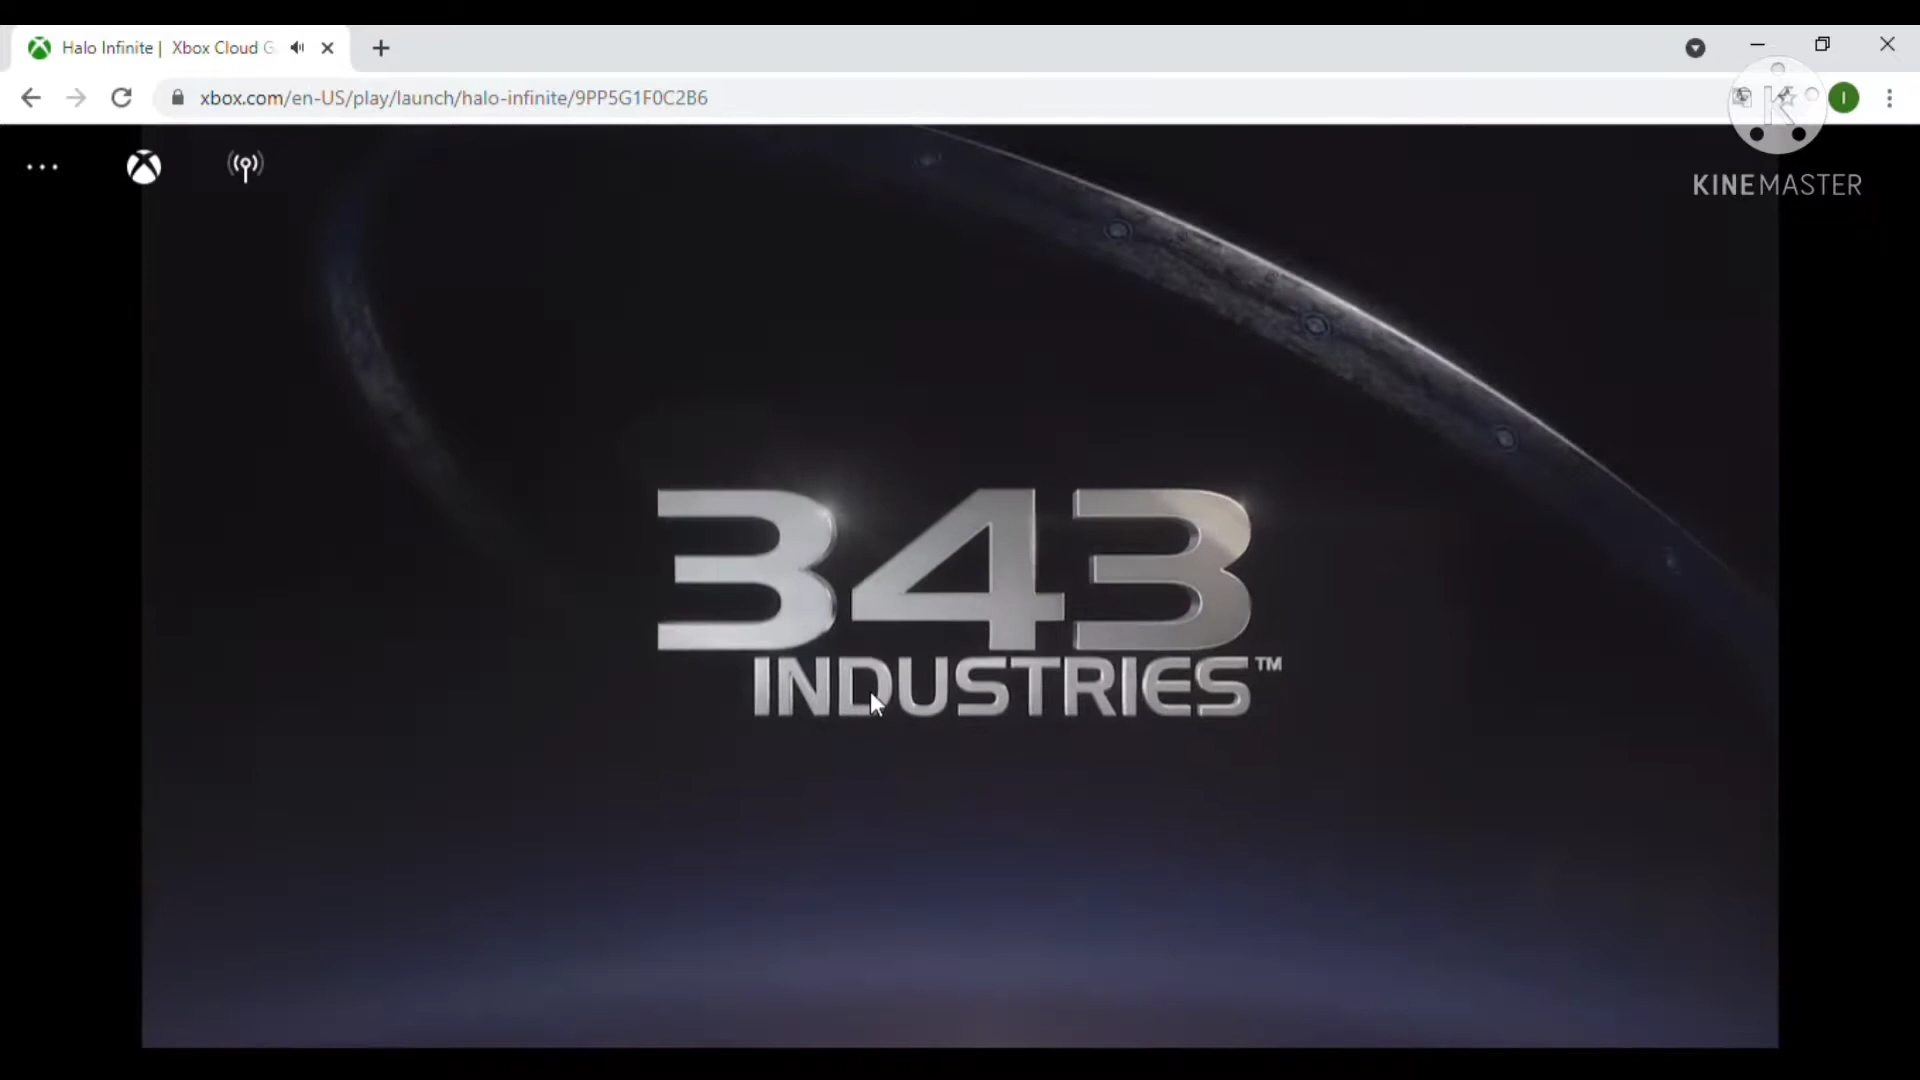 Halo Infinite | Xbox Cloud G
xbox.com/en-US/play/launch/halo-infinite/9PP5G1F0C2B6
I
K
KINEMASTER
343
INDUSTRIES™